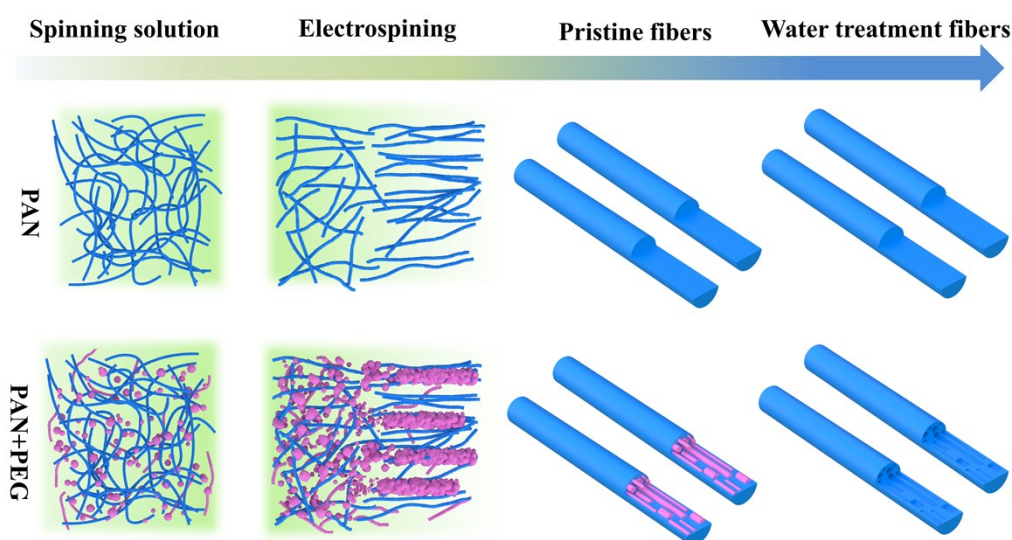 Spinning solution
Electrospining
Pristine fibers
Water treatment fibers
PAN
PAN+PEG